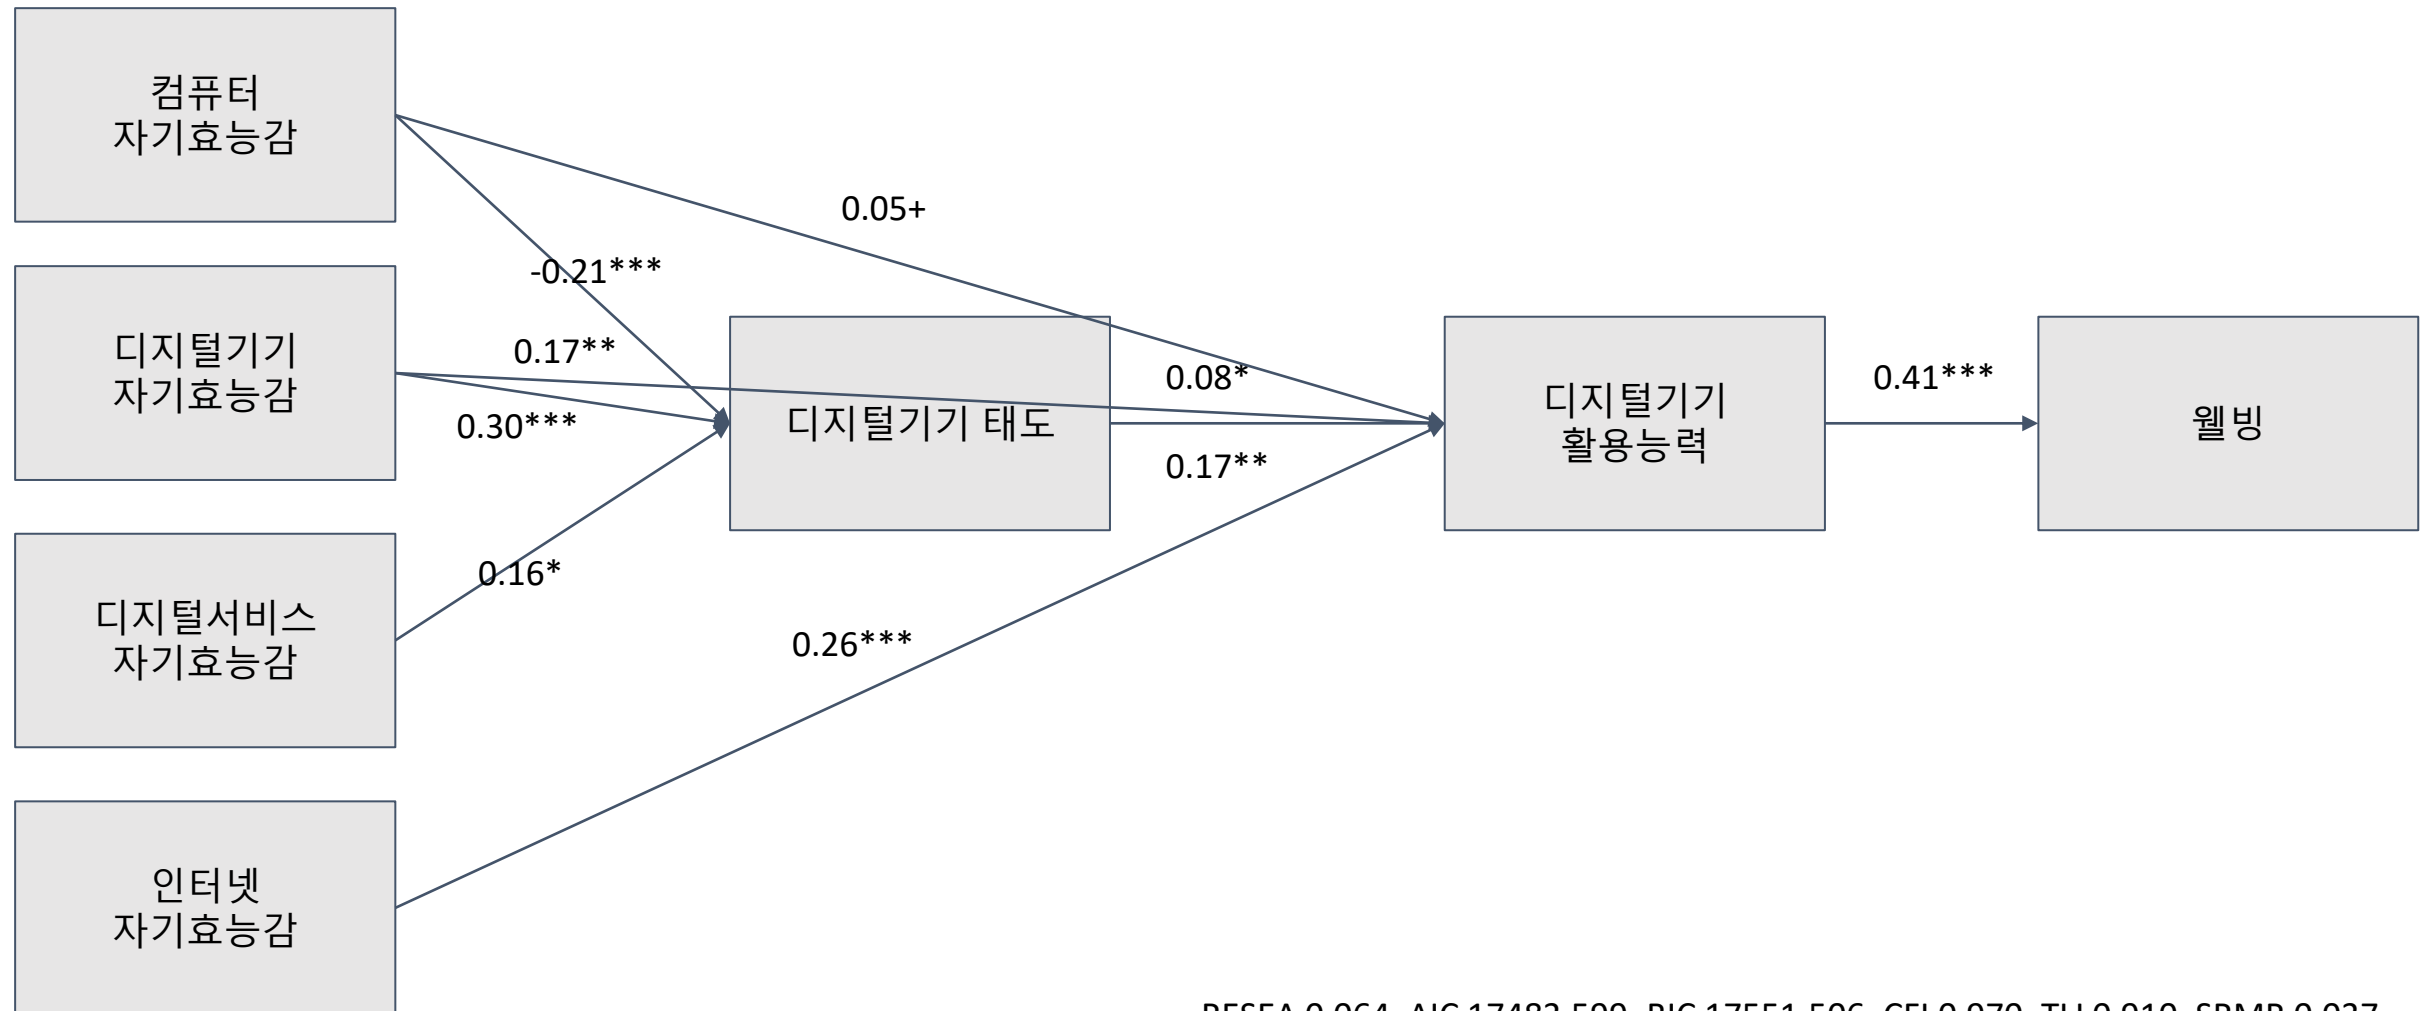 컴퓨터
자기효능감
0.05+
-0.21***
디지털기기
자기효능감
0.17**
0.30***
디지털기기 태도
0.08*
0.17**
디지털기기
활용능력
0.41***
웰빙
디지털서비스
자기효능감
0.16*
0.26***
인터넷
자기효능감